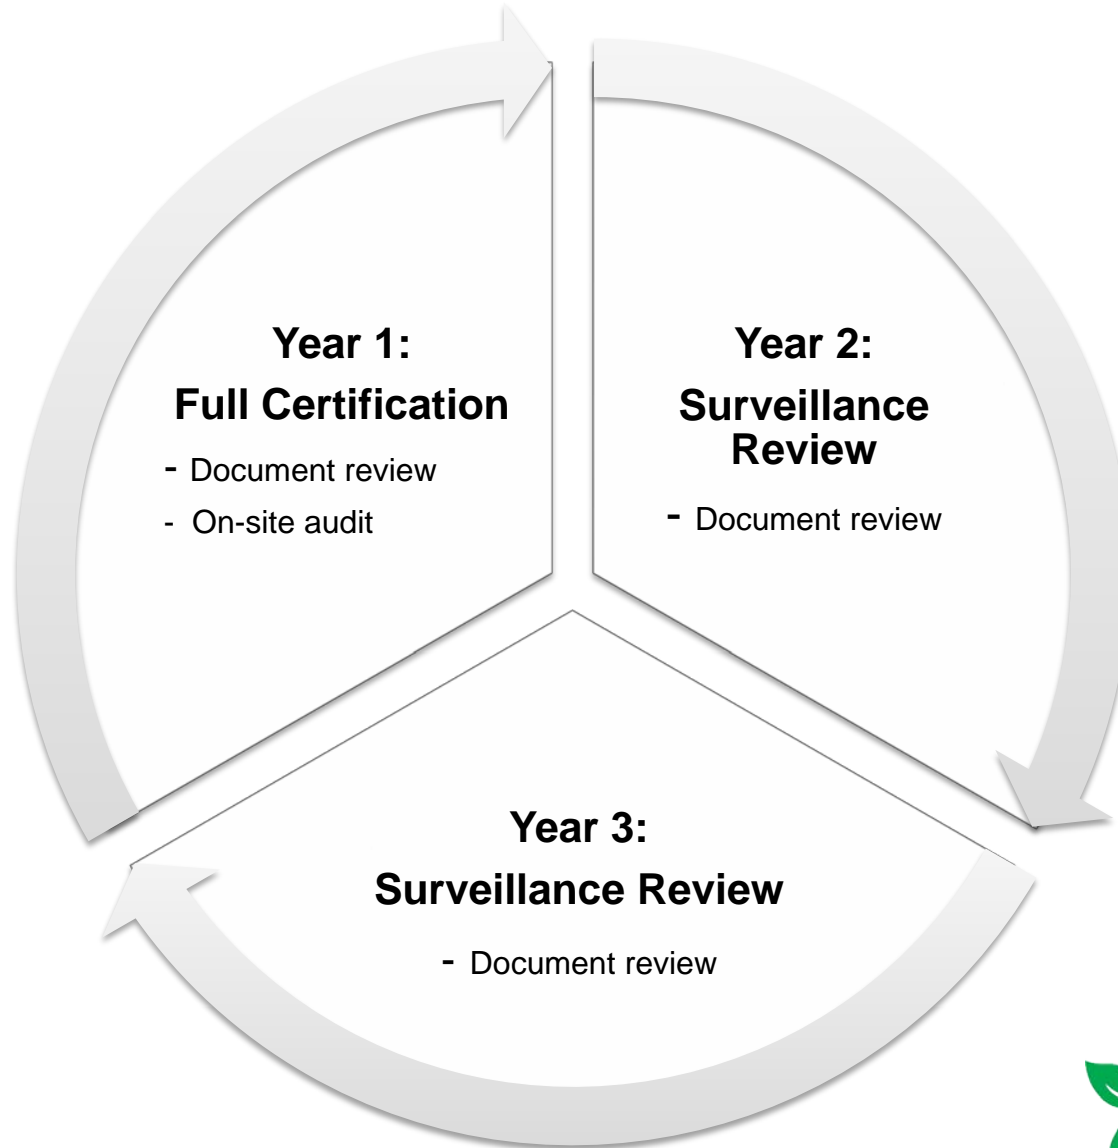 Year 1:
Full Certification
- Document review
- On-site audit
Year 2:
Surveillance
Review
- Document review
Year 3:
Surveillance Review
- Document review